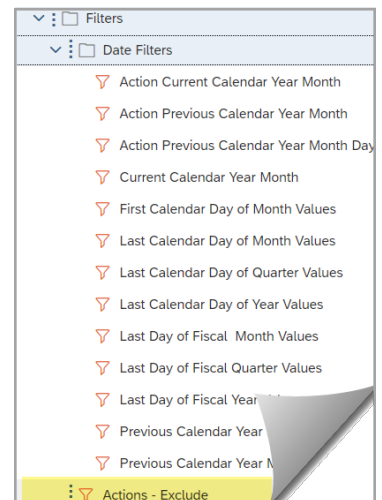 Filters
Date Filters
Action Current Calendar Year Month
Action Previous Calendar Year Month
Action Previous Calendar Year Month Day
Current Calendar Year Month
First Calendar Day of Month Values
Last Calendar Day of Month Values
Last Calendar Day of Quarter Values
Last Calendar Day of Year Values
Last Day of Fiscal Month Values
Last Day of Fiscal Quarter Values
Last Day of Fiscal Year
Previous Calendar Year
Previous Calendar Year
Actions - Exclude